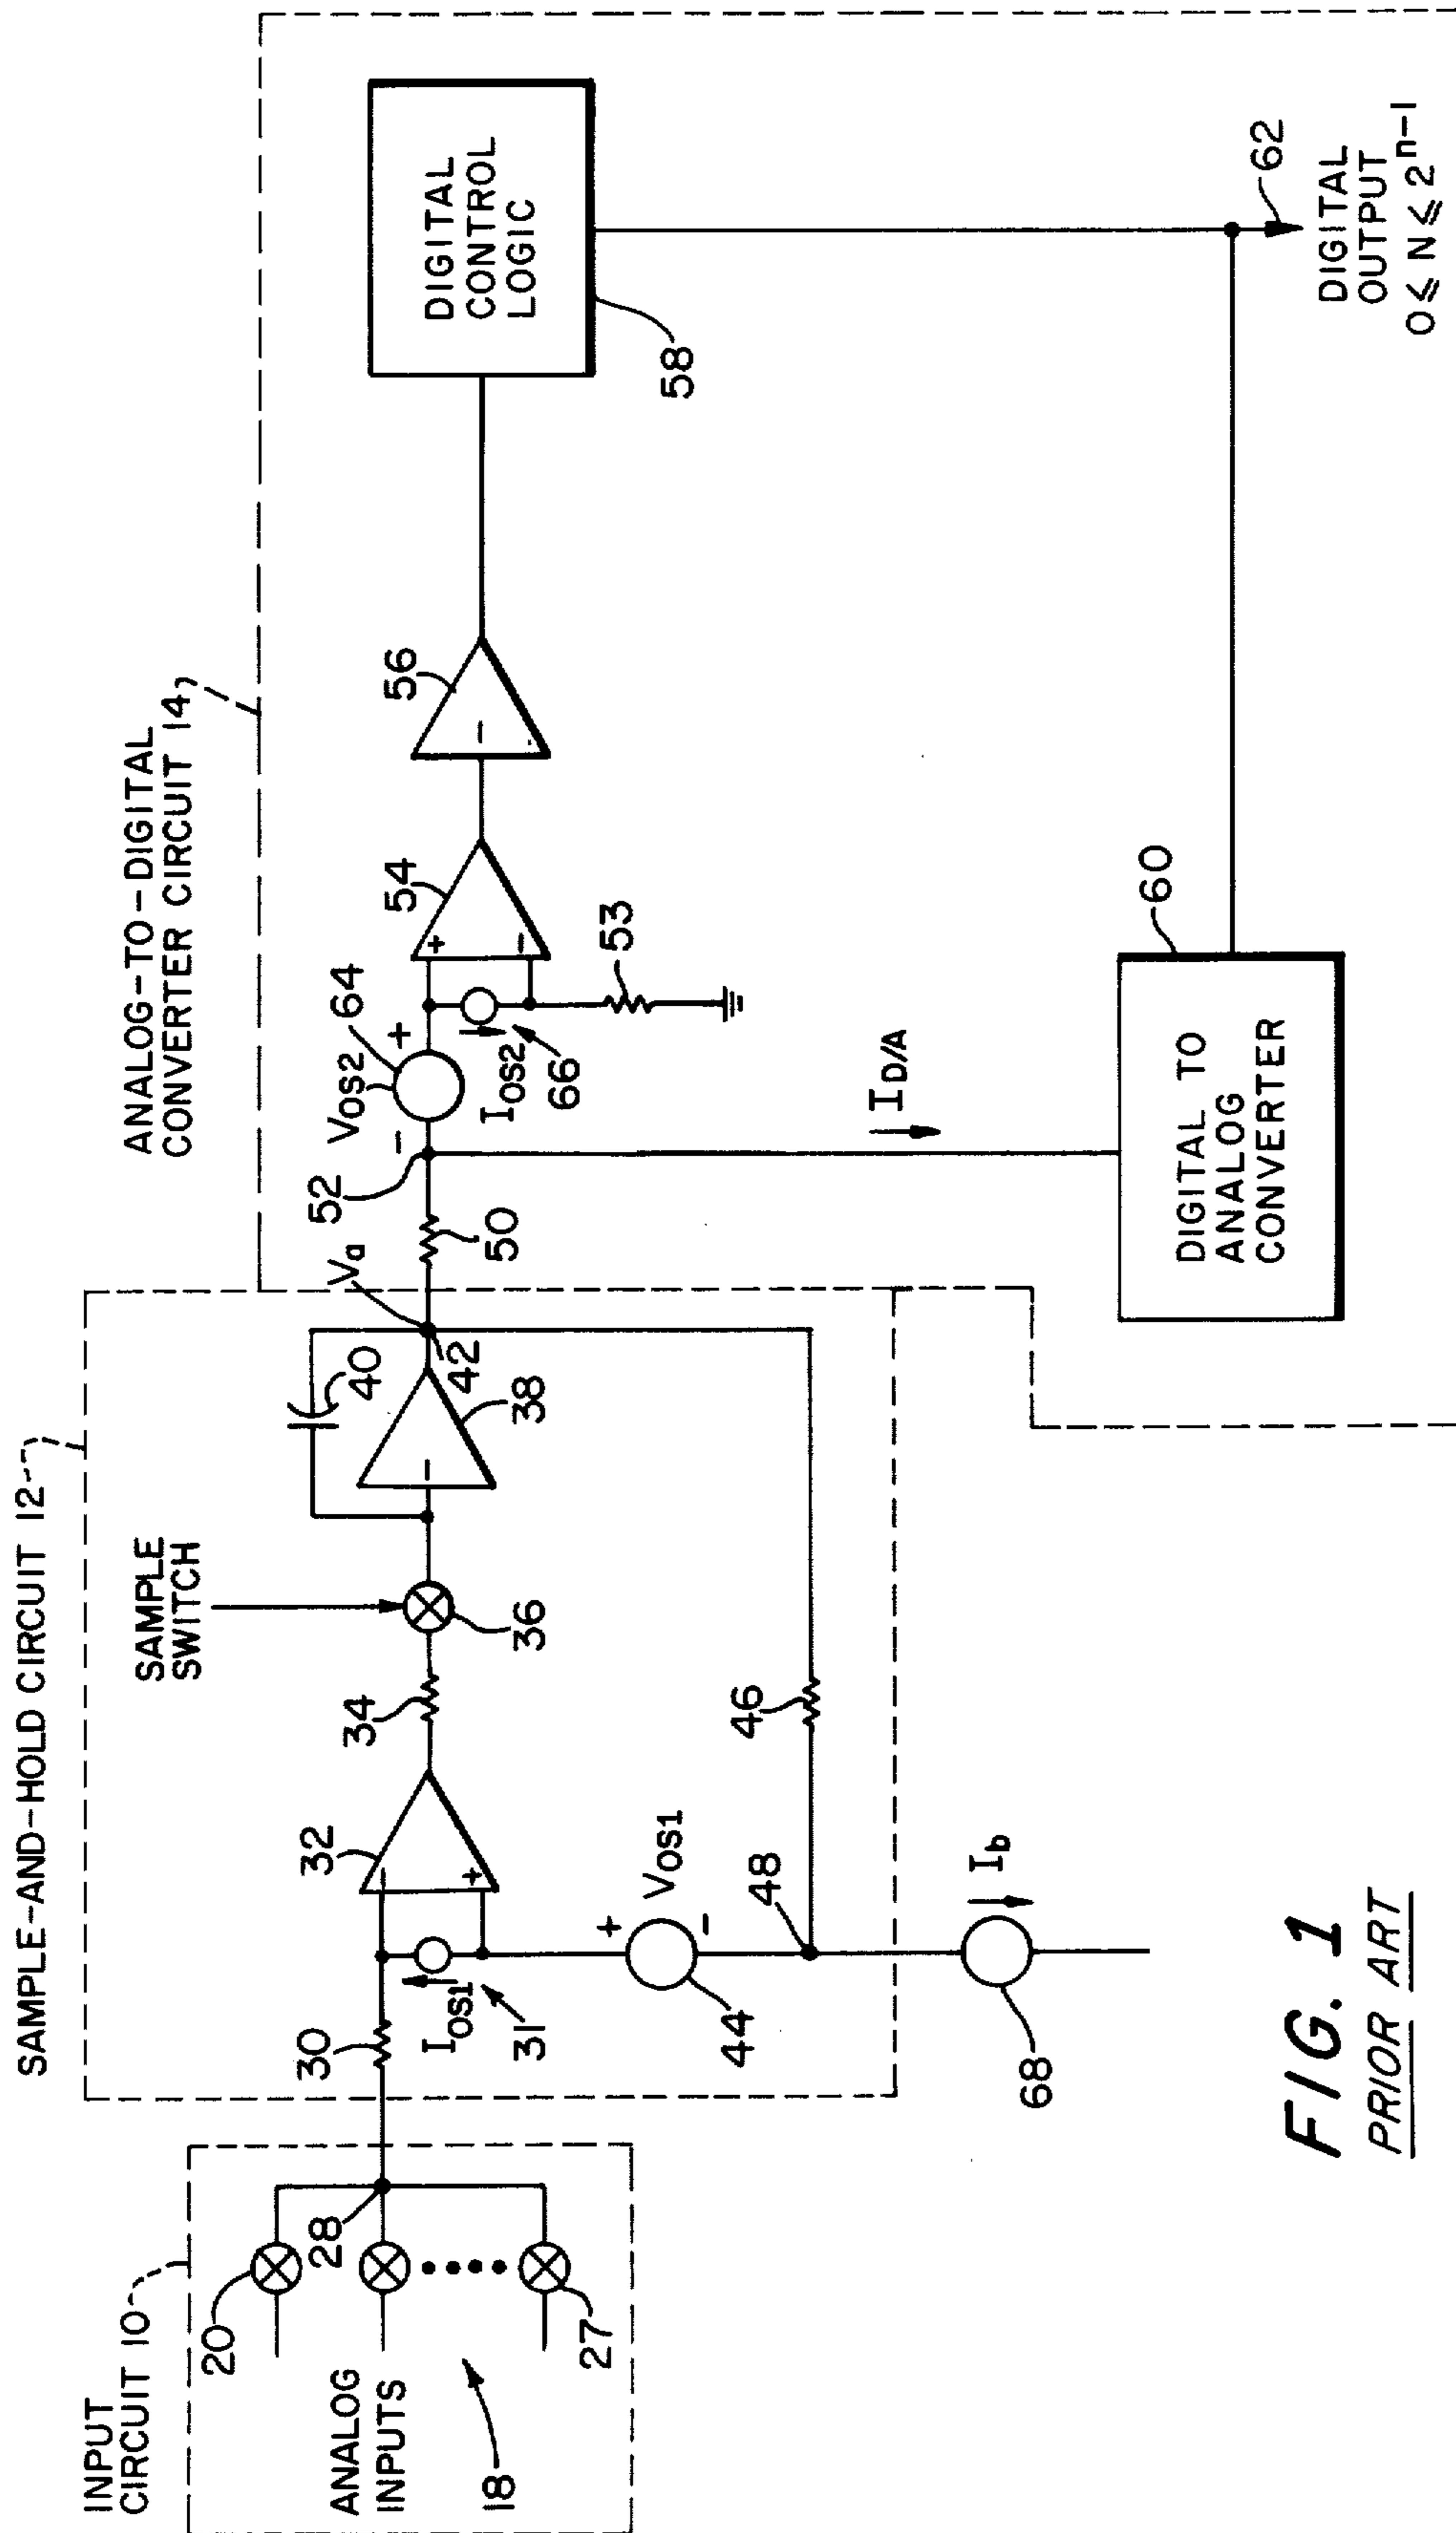 INPUT
CIRCUIT 10
20
28
ANALOG
INPUTS
18
27
SAMPLE-AND-HOLD CIRCUIT 12
SAMPLE
SWITCH
30
32
−
+
IOS1
31
34
36
38
−
40
42
Va
VOS1
+
−
44
46
48
Ib
68
ANALOG-TO-DIGITAL
CONVERTER CIRCUIT 14
50
52
−
+
VOS2
64
IOS2
66
53
54
+
−
56
−
DIGITAL
CONTROL
LOGIC
58
ID/A
60
DIGITAL TO
ANALOG
CONVERTER
62
DIGITAL
OUTPUT
0 ≤ N ≤ 2^n-1
FIG. 1
PRIOR ART